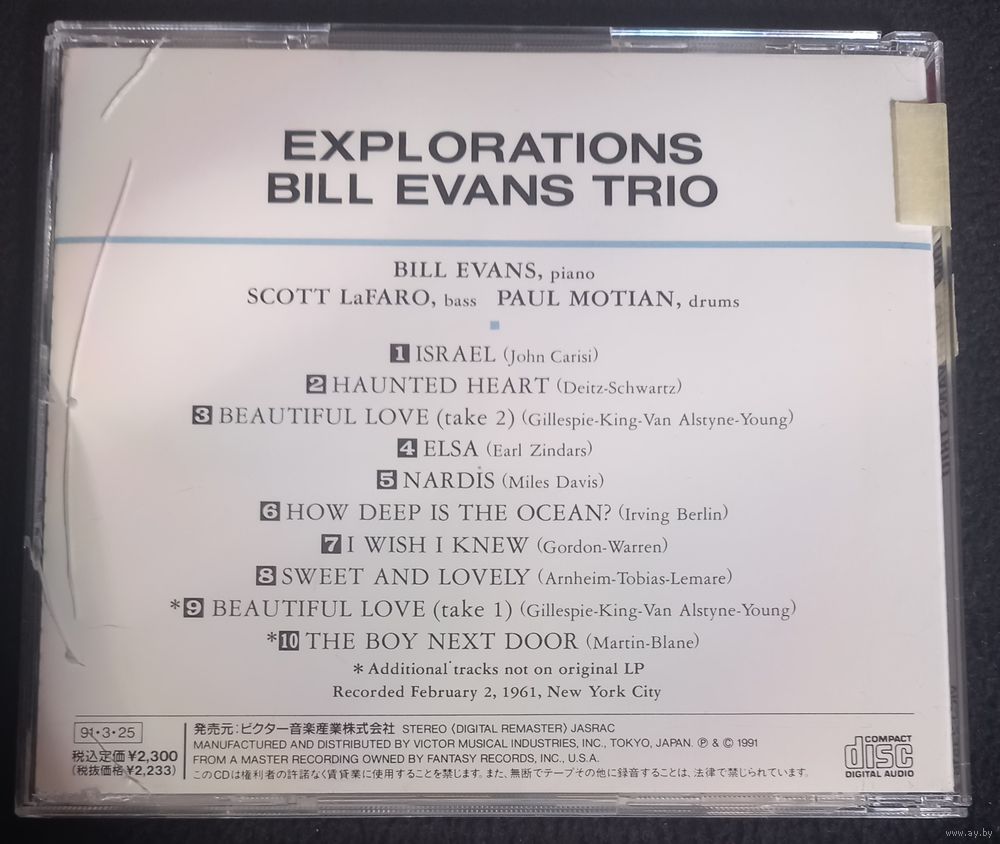 EXPLORATIONS
BILL EVANS TRIO
BILL EVANS, piano
SCOTT LaFARO, bass PAUL MOTIAN, drums
1 ISRAEL (John Carisi)
2 HAUNTED HEART (Deitz-Schwartz)
3 BEAUTIFUL LOVE (take 2) (Gillespie-King-Van Alstyne-Young)
4 ELSA (Earl Zindars)
5 NARDIS (Miles Davis)
6 HOW DEEP IS THE OCEAN? (Irving Berlin)
7 I WISH I KNEW (Gordon-Warren)
8 SWEET AND LOVELY (Arnheim-Tobias-Lemare)
*9 BEAUTIFUL LOVE (take 1) (Gillespie-King-Van Alstyne-Young)
*10 THE BOY NEXT DOOR (Martin-Blane)
* Additional tracks not on original LP
Recorded February 2, 1961, New York City
91・3・25
税込定価¥2,300
(税抜価格¥2,233)
発売元:ビクター音楽産業株式会社 STEREO 〈DIGITAL REMASTER〉 JASRAC
MANUFACTURED AND DISTRIBUTED BY VICTOR MUSICAL INDUSTRIES, INC., TOKYO, JAPAN. ℗ & © 1991
FROM A MASTER RECORDING OWNED BY FANTASY RECORDS, INC., U.S.A.
このCDは権利者の許諾なく賃貸業に使用することを禁じます。また、無断でテープその他に録音することは、法律で禁じられています。
COMPACT
disc
DIGITAL AUDIO
www.ay.by